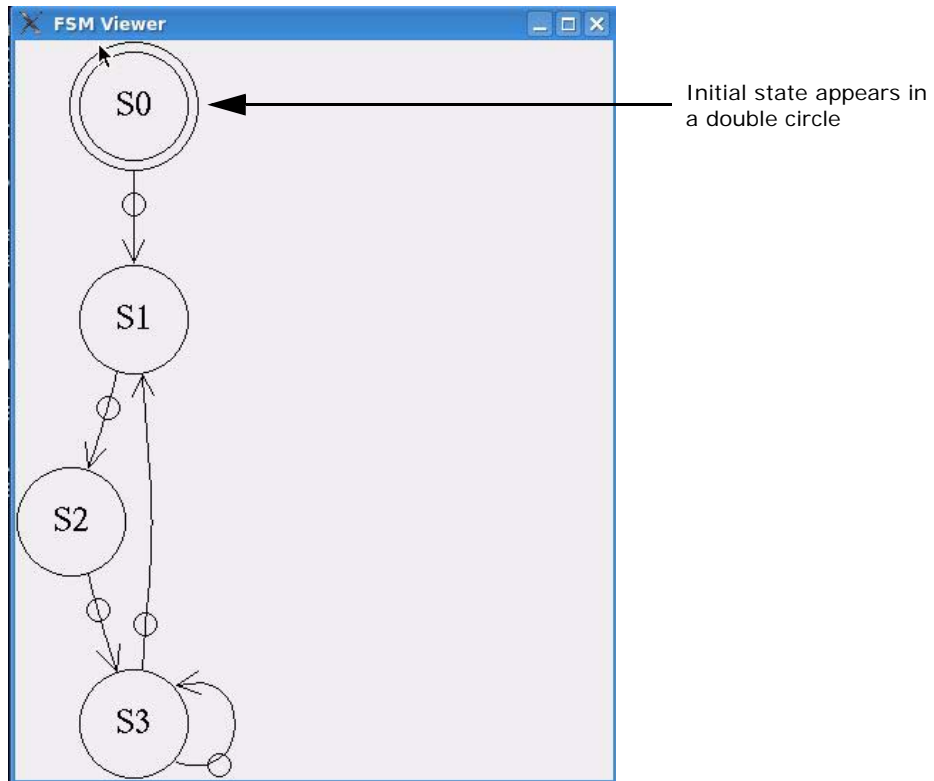 FSM Viewer
S0
Initial state appears in
a double circle
S1
S2
S3